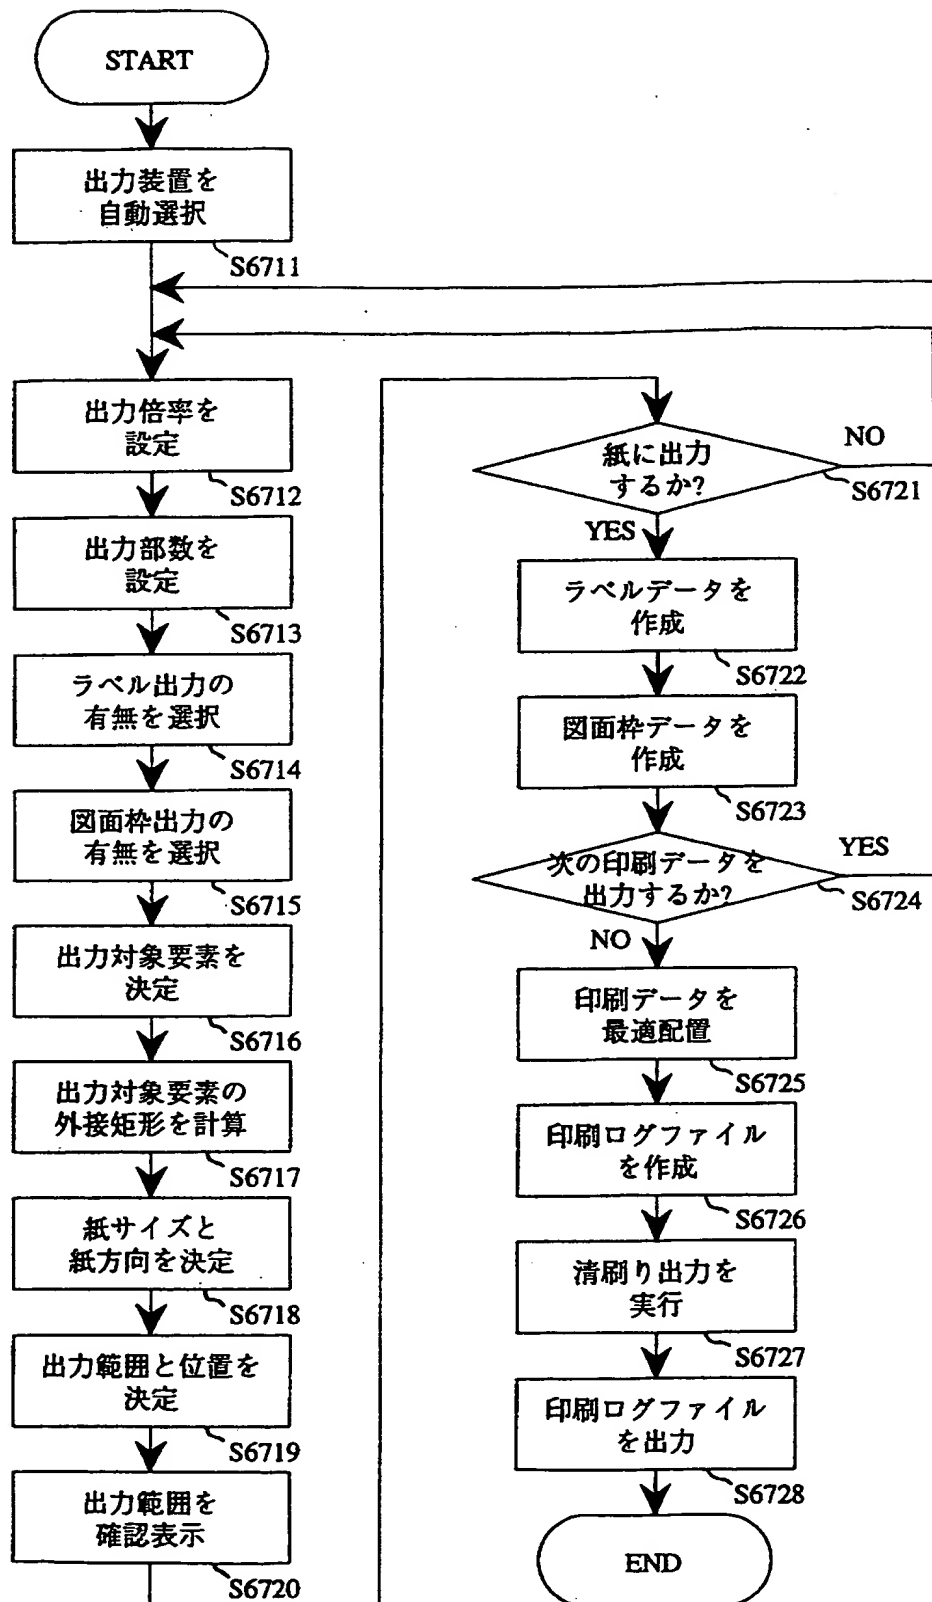 START
出力装置を
自動選択
S6711
出力倍率を
設定
S6712
出力部数を
設定
S6713
ラベル出力の
有無を選択
S6714
図面枠出力の
有無を選択
S6715
出力対象要素を
決定
S6716
出力対象要素の
外接矩形を計算
S6717
紙サイズと
紙方向を決定
S6718
出力範囲と位置を
決定
S6719
出力範囲を
確認表示
S6720
紙に出力
するか?
NO
S6721
YES
ラベルデータを
作成
S6722
図面枠データを
作成
S6723
次の印刷データを
出力するか?
YES
S6724
NO
印刷データを
最適配置
S6725
印刷ログファイル
を作成
S6726
清刷り出力を
実行
S6727
印刷ログファイル
を出力
S6728
END